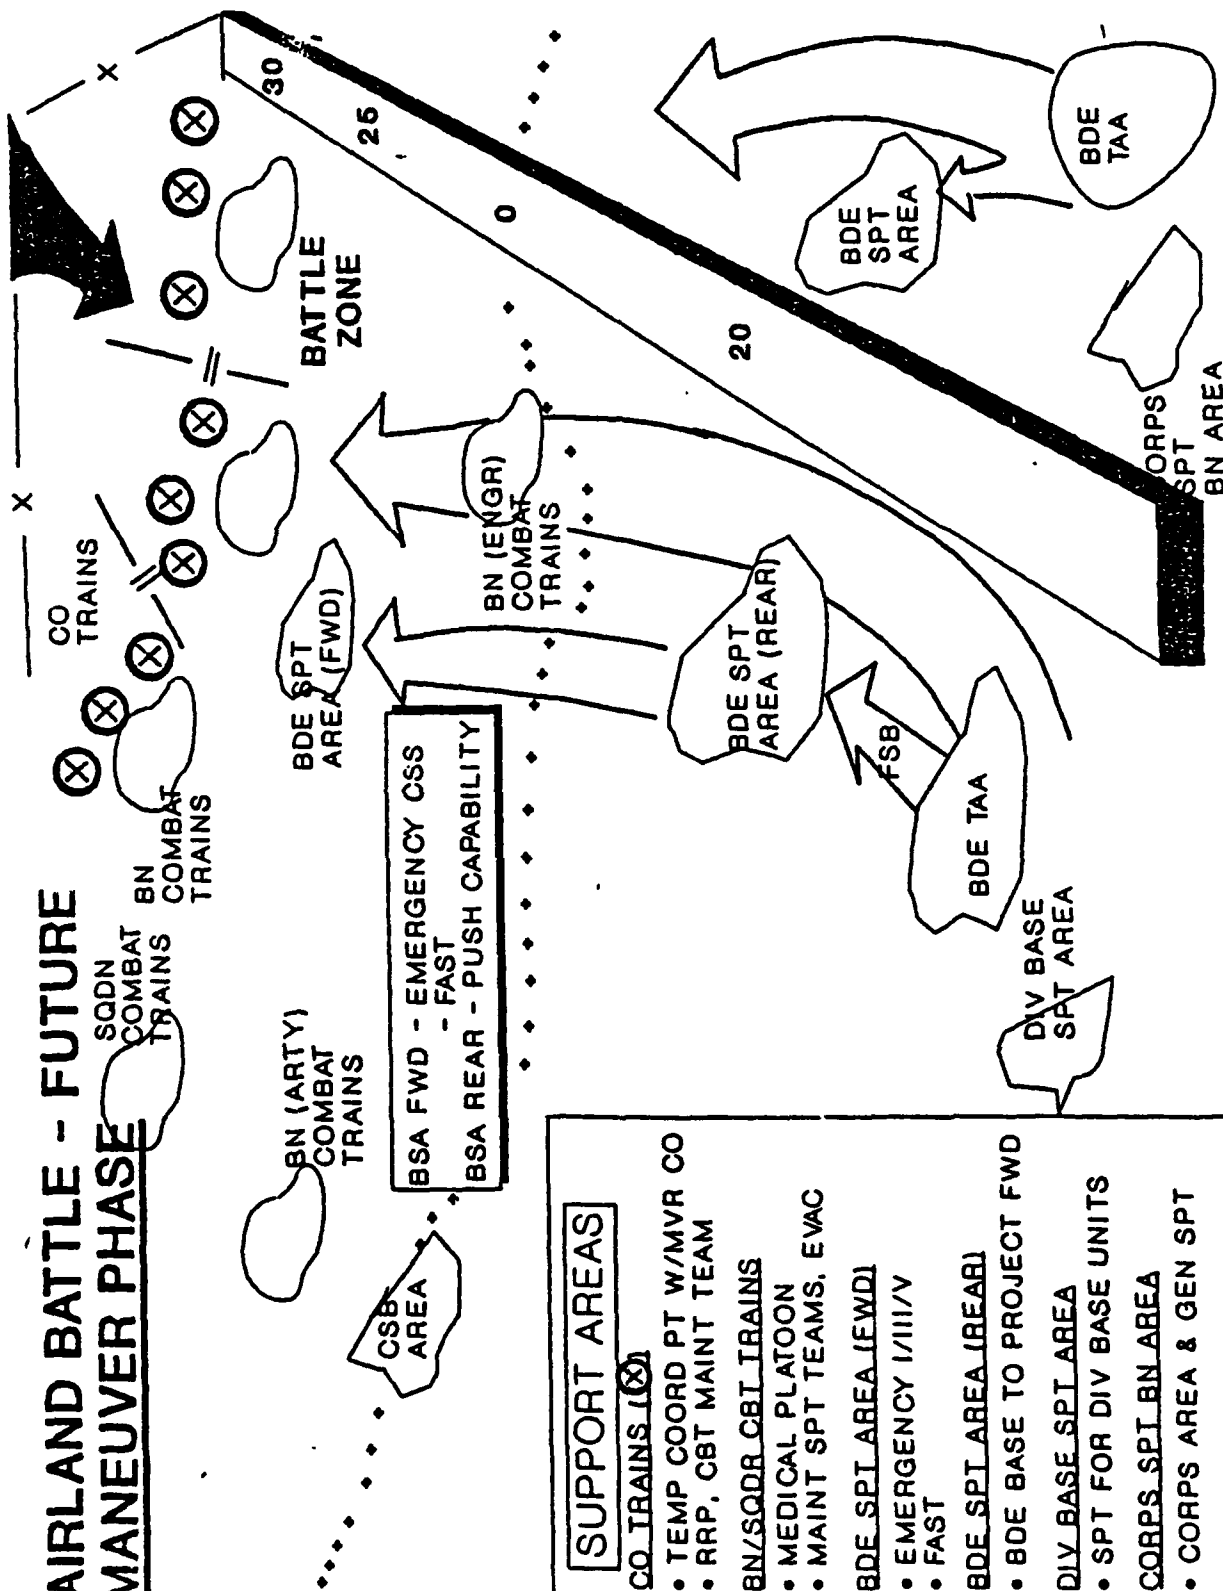 AIRLAND BATTLE - FUTURE
MANEUVER PHASE
SQDN
COMBAT
TRAINS
BN
COMBAT
TRAINS
CO
TRAINS
X
X
BN (ARTY)
COMBAT
TRAINS
BDE SPT
AREA (FWD)
BATTLE
ZONE
30
25
0
20
CSB
AREA
BSA FWD - EMERGENCY CSS
- FAST
BSA REAR - PUSH CAPABILITY
BN (ENGR)
COMBAT
TRAINS
BDE SPT
AREA (REAR)
FSB
BDE TAA
BDE
SPT
AREA
BDE
TAA
DIV BASE
SPT AREA
ORPS
SPT
BN AREA
SUPPORT AREAS
CO TRAINS (X)
• TEMP COORD PT W/MVR CO
• RRP, CBT MAINT TEAM
BN/SQDR CBT TRAINS
• MEDICAL PLATOON
• MAINT SPT TEAMS, EVAC
BDE SPT AREA (FWD)
• EMERGENCY I/III/V
• FAST
BDE SPT AREA (REAR)
• BDE BASE TO PROJECT FWD
DIV BASE SPT AREA
• SPT FOR DIV BASE UNITS
CORPS SPT BN AREA
• CORPS AREA & GEN SPT